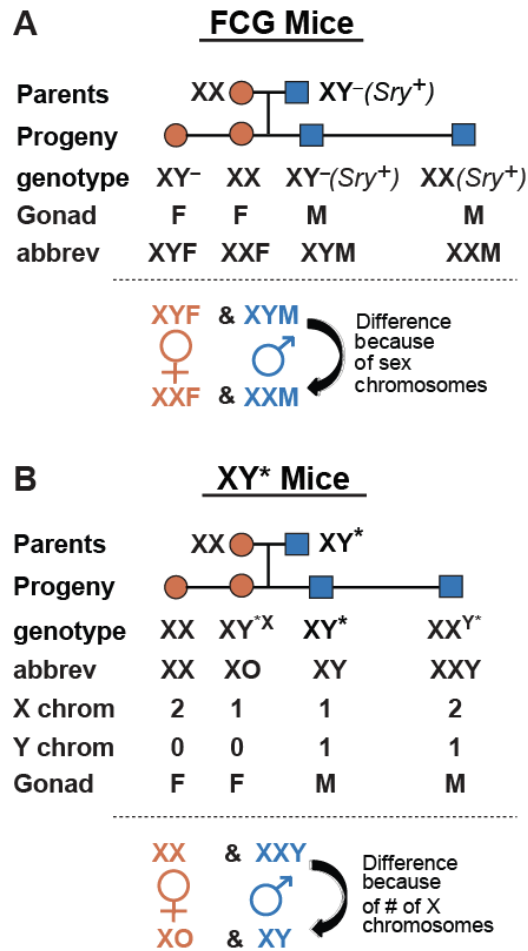 A FCG Mice
Parents XX XY⁻(Sry⁺)
Progeny
genotype XY⁻ XX XY⁻(Sry⁺) XX(Sry⁺)
Gonad F F M M
abbrev XYF XXF XYM XXM
XYF & XYM
XXF & XXM
Difference
because
of sex
chromosomes
B XY* Mice
Parents XX XY*
Progeny
genotype XX XY*ˣ XY* XXʸ*
abbrev XX XO XY XXY
X chrom 2 1 1 2
Y chrom 0 0 1 1
Gonad F F M M
XX & XXY
XO & XY
Difference
because
of # of X
chromosomes